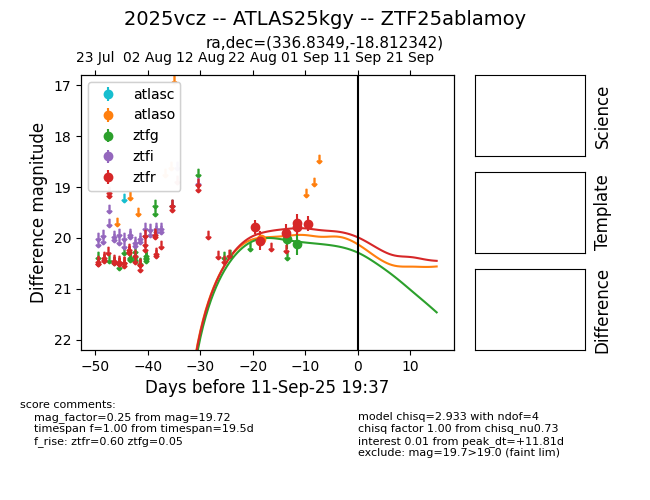 2025vcz -- ATLAS25kgy -- ZTF25ablamoy
ra,dec=(336.8349,-18.812342)
23 Jul 02 Aug 12 Aug 22 Aug 01 Sep 11 Sep 21 Sep
atlasc
atlaso
ztfg
ztfi
ztfr
17
18
19
20
21
22
Difference magnitude
−50 −40 −30 −20 −10 0 10
Days before 11-Sep-25 19:37
Science
Template
Difference
score comments:
mag_factor=0.25 from mag=19.72
timespan f=1.00 from timespan=19.5d
f_rise: ztfr=0.60 ztfg=0.05
model chisq=2.933 with ndof=4
chisq factor 1.00 from chisq_nu0.73
interest 0.01 from peak_dt=+11.81d
exclude: mag=19.7>19.0 (faint lim)